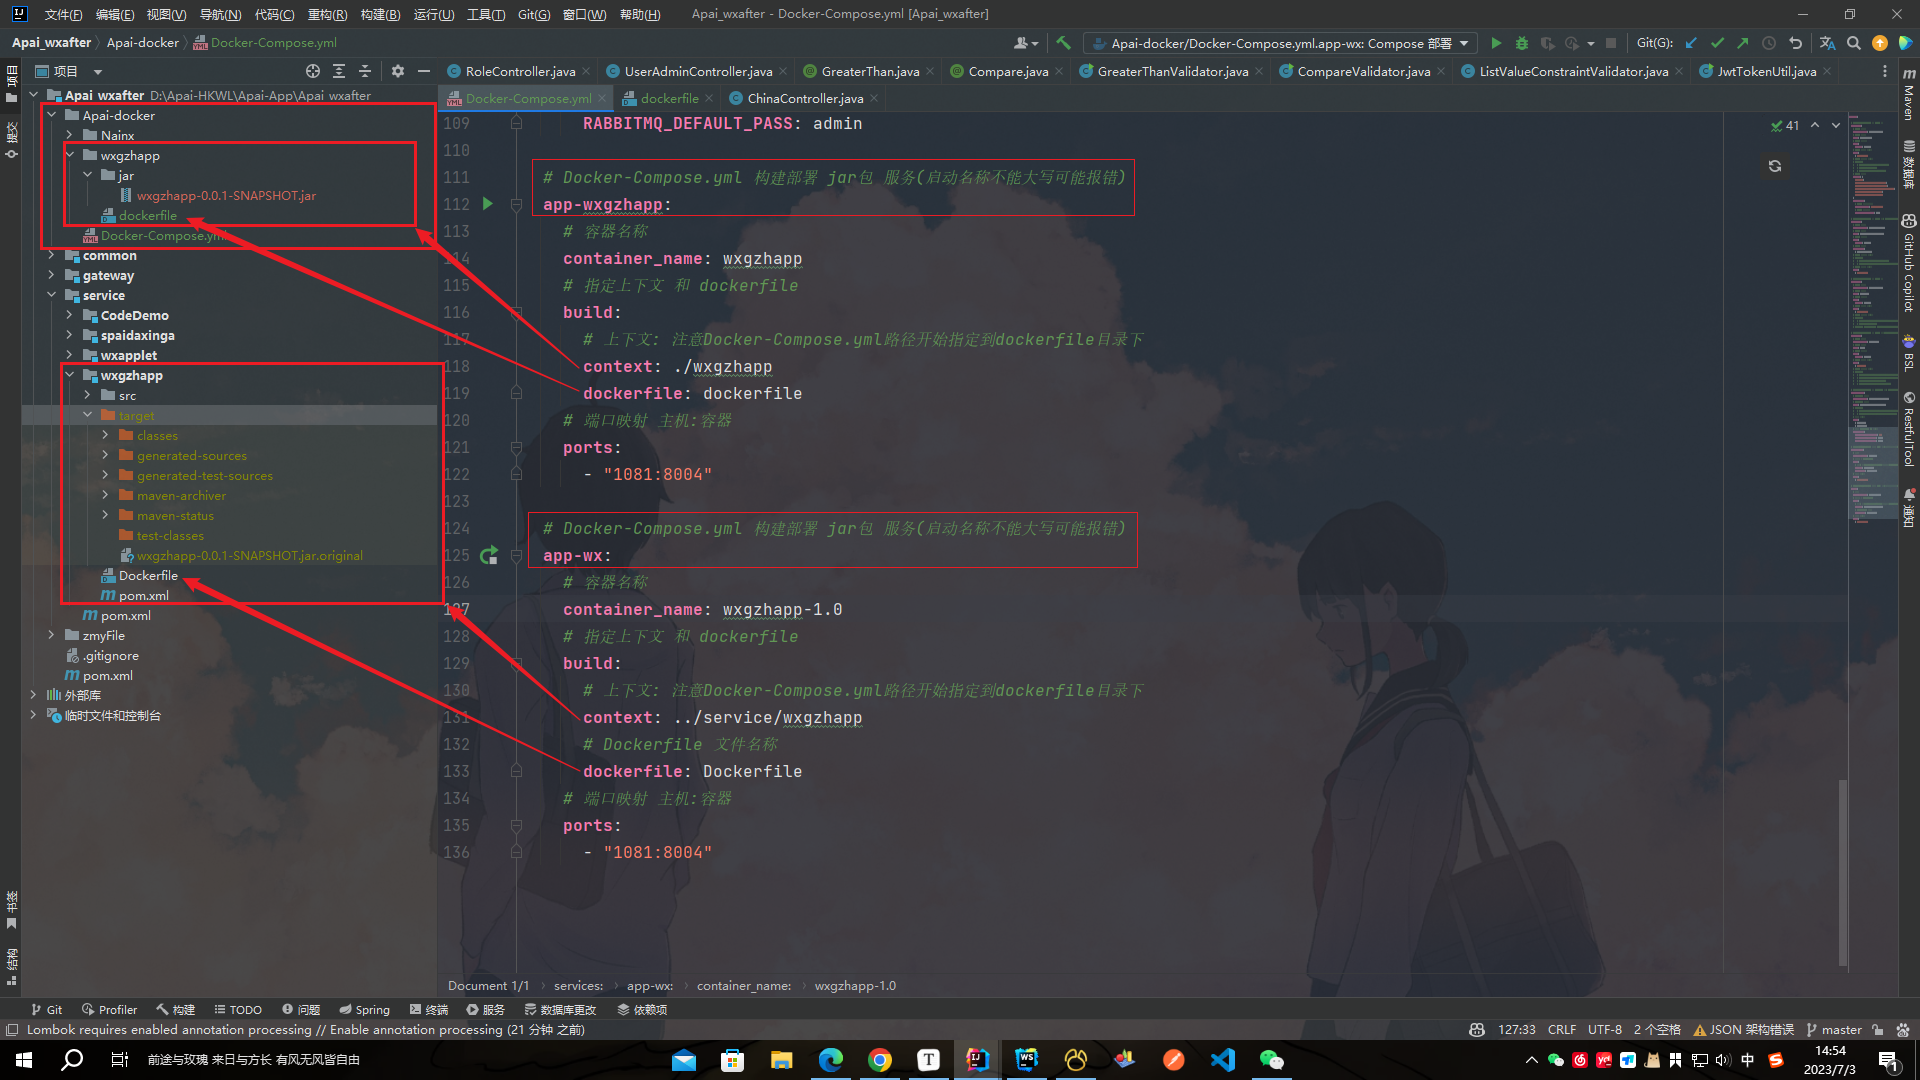 文件(F) 编辑(E) 视图(V) 导航(N) 代码(C) 重构(R) 构建(B) 运行(U) 工具(T) Git(G) 窗口(W) 帮助(H) Apai_wxafter - Docker-Compose.yml [Apai_wxafter]
Apai_wxafter Apai-docker Docker-Compose.yml
Apai-docker/Docker-Compose.yml.app-wx: Compose 部署
Git(G):
项目
RoleController.java UserAdminController.java GreaterThan.java Compare.java GreaterThanValidator.java CompareValidator.java ListValueConstraintValidator.java JwtTokenUtil.java
Docker-Compose.yml dockerfile ChinaController.java
项目
提交
书签
结构
Apai_wxafter D:\Apai-HKWL\Apai-App\Apai_wxafter
Apai-docker
Nainx
wxgzhapp
jar
wxgzhapp-0.0.1-SNAPSHOT.jar
dockerfile
Docker-Compose.yml
common
gateway
service
CodeDemo
spaidaxinga
wxapplet
wxgzhapp
src
target
classes
generated-sources
generated-test-sources
maven-archiver
maven-status
test-classes
wxgzhapp-0.0.1-SNAPSHOT.jar.original
Dockerfile
pom.xml
pom.xml
zmyFile
.gitignore
pom.xml
外部库
临时文件和控制台
41
109 RABBITMQ_DEFAULT_PASS: admin
110
111 # Docker-Compose.yml 构建部署 jar包 服务(启动名称不能大写可能报错)
112 app-wxgzhapp:
113 # 容器名称
114 container_name: wxgzhapp
115 # 指定上下文 和 dockerfile
116 build:
117 # 上下文: 注意Docker-Compose.yml路径开始指定到dockerfile目录下
118 context: ./wxgzhapp
119 dockerfile: dockerfile
120 # 端口映射 主机:容器
121 ports:
122 - "1081:8004"
123
124 # Docker-Compose.yml 构建部署 jar包 服务(启动名称不能大写可能报错)
125 app-wx:
126 # 容器名称
127 container_name: wxgzhapp-1.0
128 # 指定上下文 和 dockerfile
129 build:
130 # 上下文: 注意Docker-Compose.yml路径开始指定到dockerfile目录下
131 context: ../service/wxgzhapp
132 # Dockerfile 文件名称
133 dockerfile: Dockerfile
134 # 端口映射 主机:容器
135 ports:
136 - "1081:8004"
Maven
数据库
GitHub Copilot
BSL
RestfulTool
通知
Document 1/1 services: app-wx: container_name: wxgzhapp-1.0
Git Profiler 构建 TODO 问题 Spring 终端 服务 数据库更改 依赖项
Lombok requires enabled annotation processing // Enable annotation processing (21 分钟 之前)
127:33 CRLF UTF-8 2 个空格 JSON 架构错误 master
前途与玫瑰 来日与方长 有风无风皆自由
中
14:54
2023/7/3
1